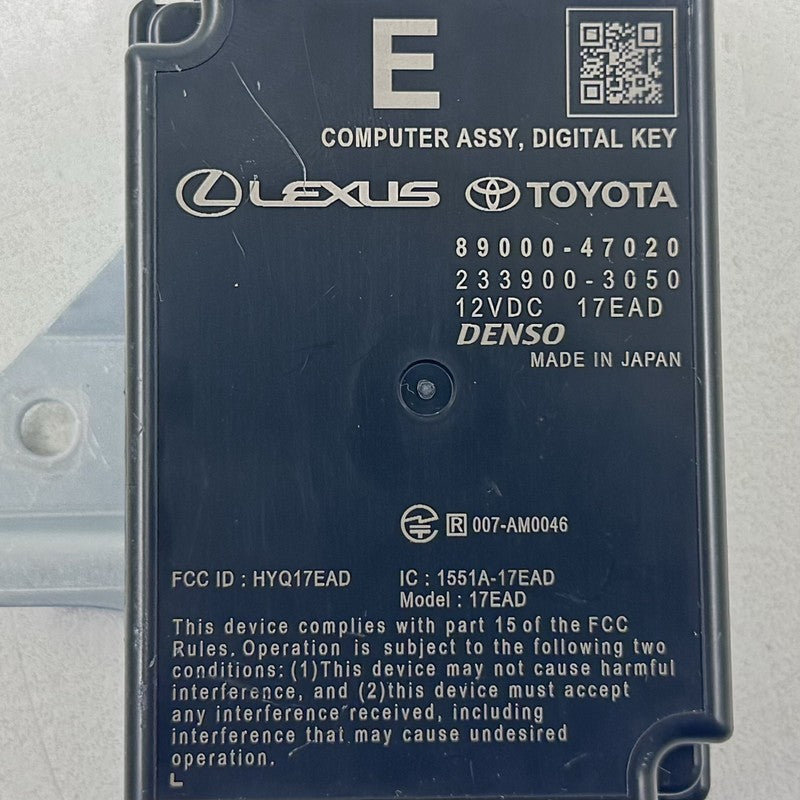 E
COMPUTER ASSY, DIGITAL KEY
LEXUS TOYOTA
89000-47020
233900-3050
12VDC 17EAD
DENSO
MADE IN JAPAN
R 007-AM0046
FCC ID : HYQ17EAD IC : 1551A-17EAD
Model : 17EAD
This device complies with part 15 of the FCC
Rules. Operation is subject to the following two
conditions: (1)This device may not cause harmful
interference, and (2)this device must accept
any interference received, including
interference that may cause undesired
operation.